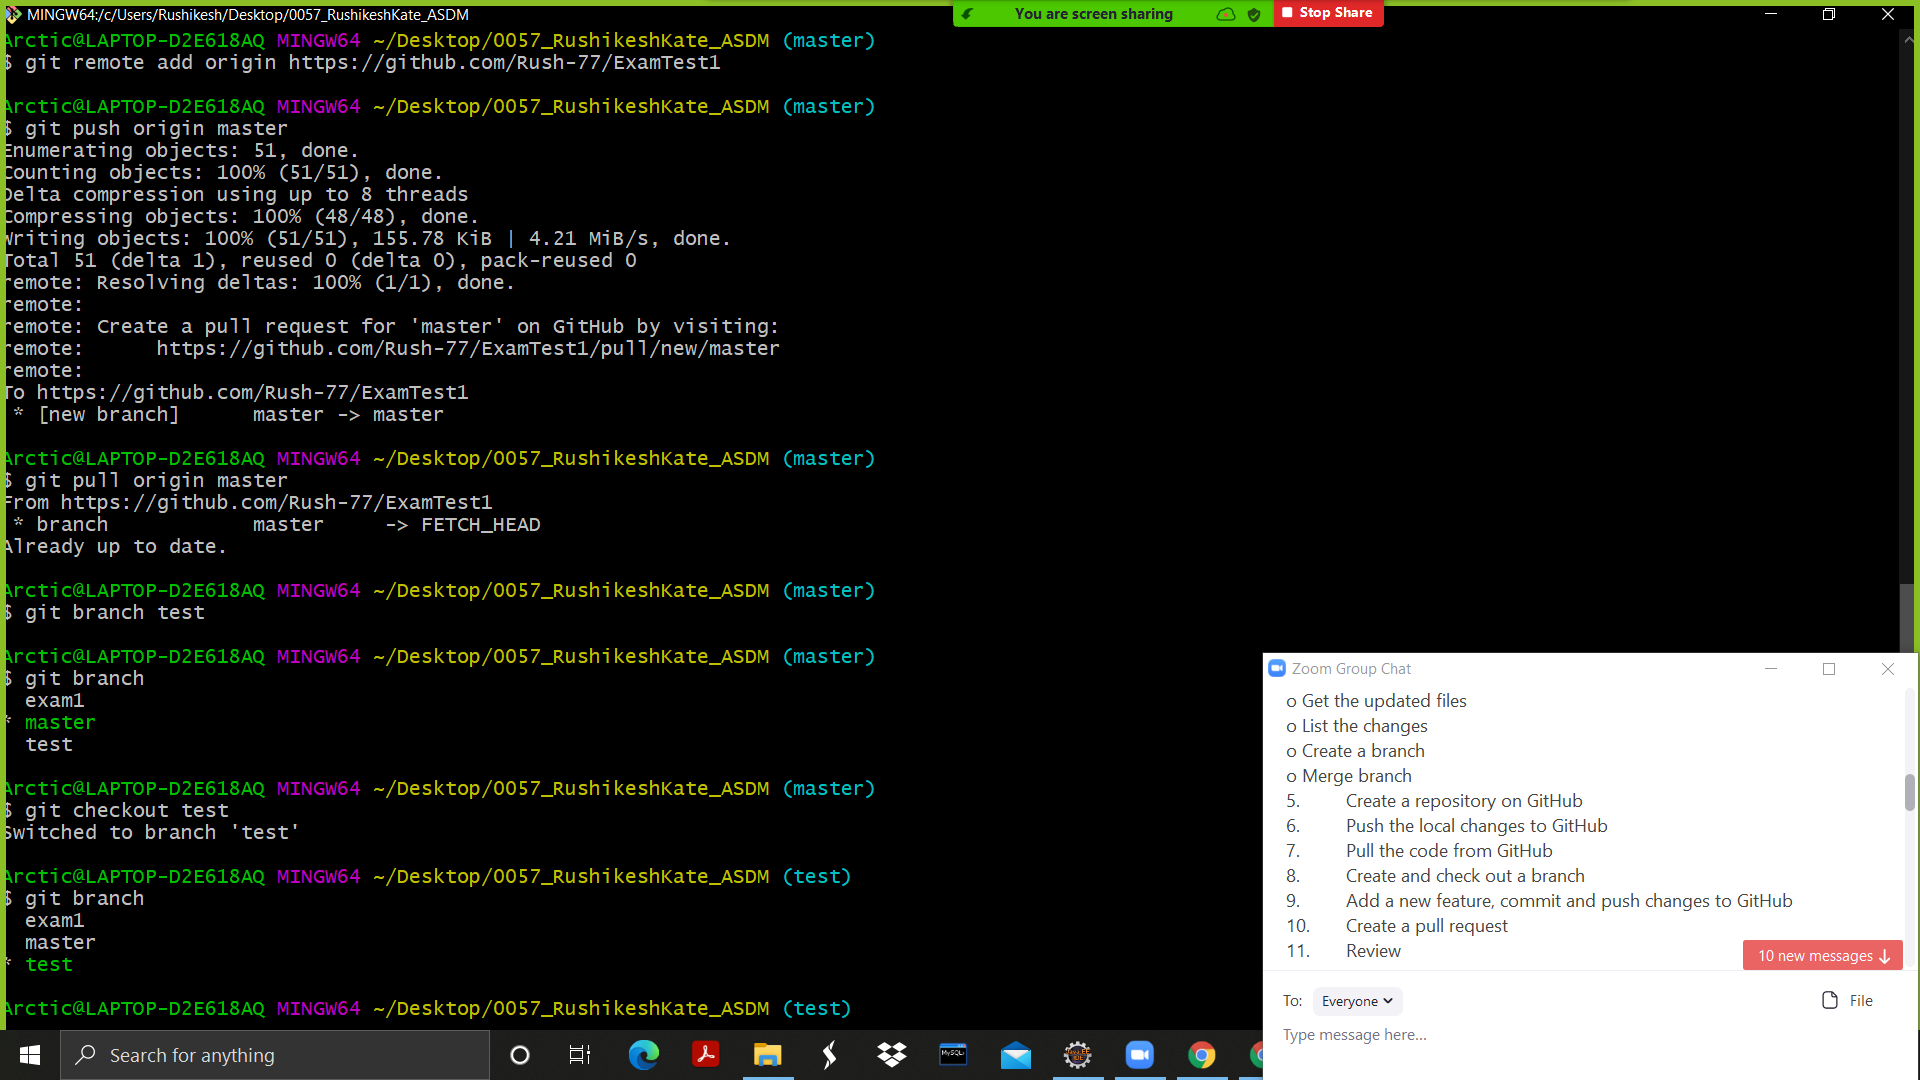 MINGW64:/c/Users/Rushikesh/Desktop/0057_RushikeshKate_ASDM
You are screen sharing
Stop Share
Arctic@LAPTOP-D2E618AQ MINGW64 ~/Desktop/0057_RushikeshKate_ASDM (master)
$ git remote add origin https://github.com/Rush-77/ExamTest1
Arctic@LAPTOP-D2E618AQ MINGW64 ~/Desktop/0057_RushikeshKate_ASDM (master)
$ git push origin master
Enumerating objects: 51, done.
Counting objects: 100% (51/51), done.
Delta compression using up to 8 threads
Compressing objects: 100% (48/48), done.
Writing objects: 100% (51/51), 155.78 KiB | 4.21 MiB/s, done.
Total 51 (delta 1), reused 0 (delta 0), pack-reused 0
remote: Resolving deltas: 100% (1/1), done.
remote:
remote: Create a pull request for 'master' on GitHub by visiting:
remote:      https://github.com/Rush-77/ExamTest1/pull/new/master
remote:
To https://github.com/Rush-77/ExamTest1
 * [new branch]      master -> master
Arctic@LAPTOP-D2E618AQ MINGW64 ~/Desktop/0057_RushikeshKate_ASDM (master)
$ git pull origin master
From https://github.com/Rush-77/ExamTest1
 * branch            master     -> FETCH_HEAD
Already up to date.
Arctic@LAPTOP-D2E618AQ MINGW64 ~/Desktop/0057_RushikeshKate_ASDM (master)
$ git branch test
Arctic@LAPTOP-D2E618AQ MINGW64 ~/Desktop/0057_RushikeshKate_ASDM (master)
$ git branch
  exam1
* master
  test
Arctic@LAPTOP-D2E618AQ MINGW64 ~/Desktop/0057_RushikeshKate_ASDM (master)
$ git checkout test
Switched to branch 'test'
Arctic@LAPTOP-D2E618AQ MINGW64 ~/Desktop/0057_RushikeshKate_ASDM (test)
$ git branch
  exam1
  master
* test
Arctic@LAPTOP-D2E618AQ MINGW64 ~/Desktop/0057_RushikeshKate_ASDM (test)
Zoom Group Chat
o Get the updated files
o List the changes
o Create a branch
o Merge branch
5. Create a repository on GitHub
6. Push the local changes to GitHub
7. Pull the code from GitHub
8. Create and check out a branch
9. Add a new feature, commit and push changes to GitHub
10. Create a pull request
11. Review
10 new messages
To: Everyone
File
Type message here...
Search for anything